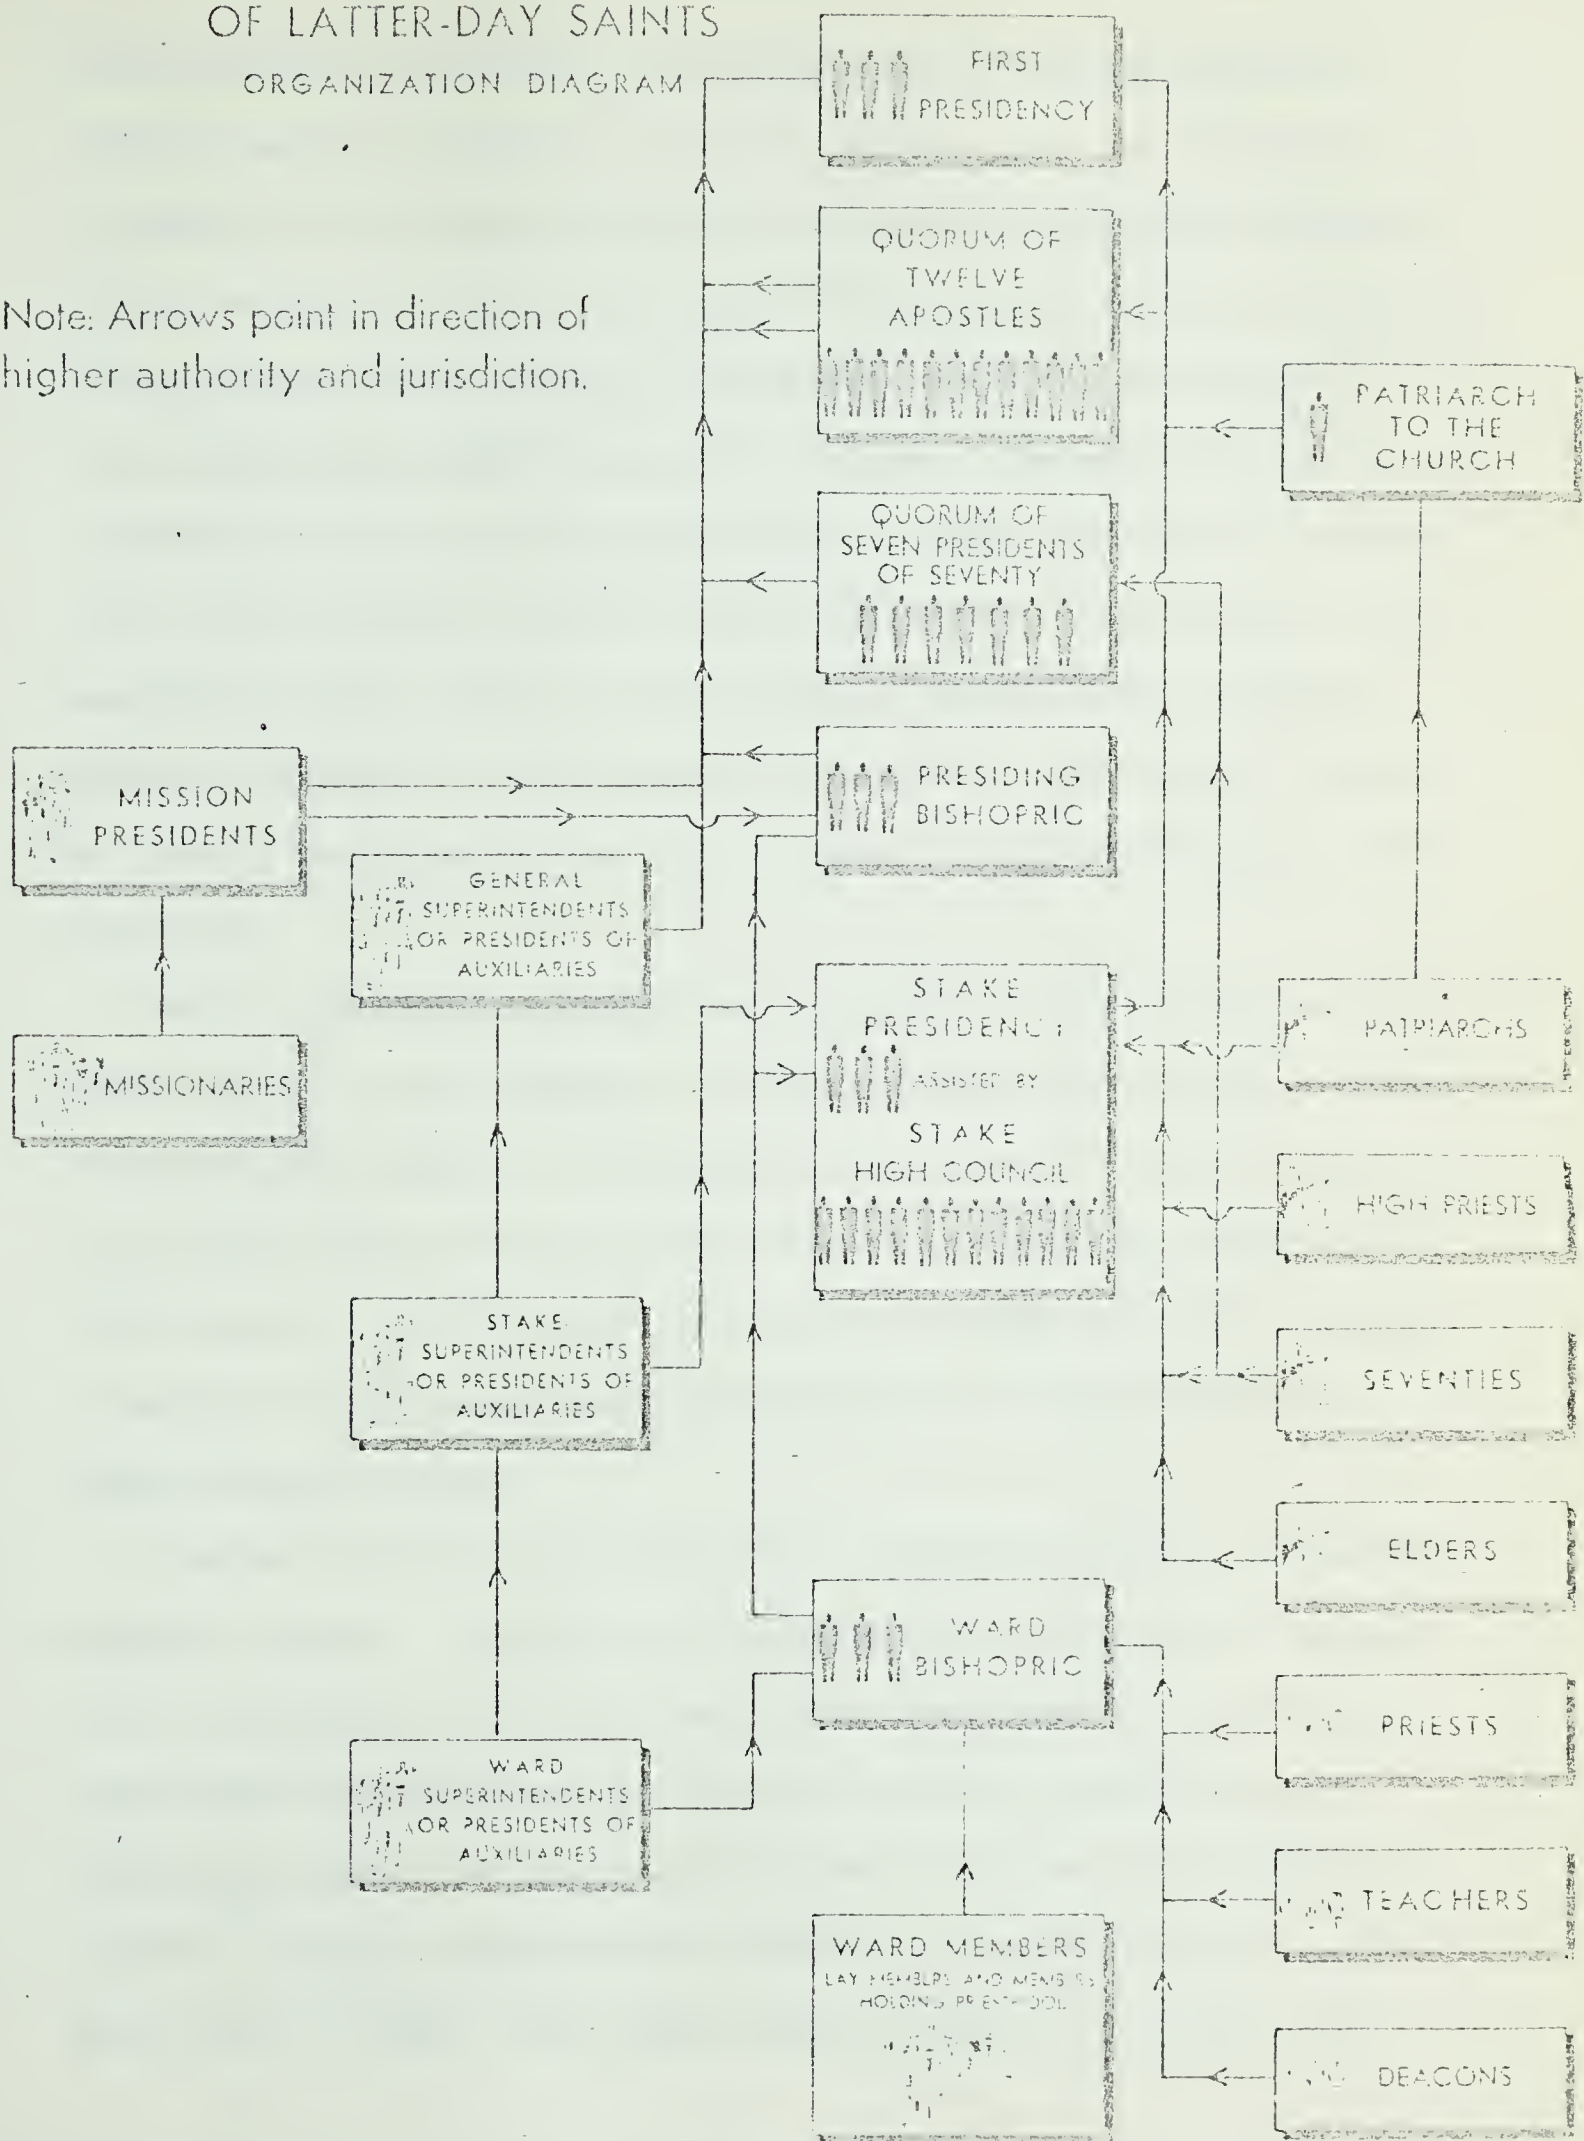 OF LATTER-DAY SAINTS
ORGANIZATION DIAGRAM
Note: Arrows point in direction of
higher authority and jurisdiction.
FIRST
PRESIDENCY
QUORUM OF
TWELVE
APOSTLES
PATRIARCH
TO THE
CHURCH
QUORUM OF
SEVEN PRESIDENTS
OF SEVENTY
MISSION
PRESIDENTS
PRESIDING
BISHOPRIC
GENERAL
SUPERINTENDENTS
OR PRESIDENTS OF
AUXILIARIES
MISSIONARIES
STAKE
PRESIDENCY
ASSISTED BY
STAKE
HIGH COUNCIL
PATRIARCHS
HIGH PRIESTS
STAKE
SUPERINTENDENTS
OR PRESIDENTS OF
AUXILIARIES
SEVENTIES
ELDERS
WARD
BISHOPRIC
PRIESTS
WARD
SUPERINTENDENTS
OR PRESIDENTS OF
AUXILIARIES
TEACHERS
WARD MEMBERS
LAY MEMBERS AND MEMBERS
HOLDING PRIESTHOOD
DEACONS